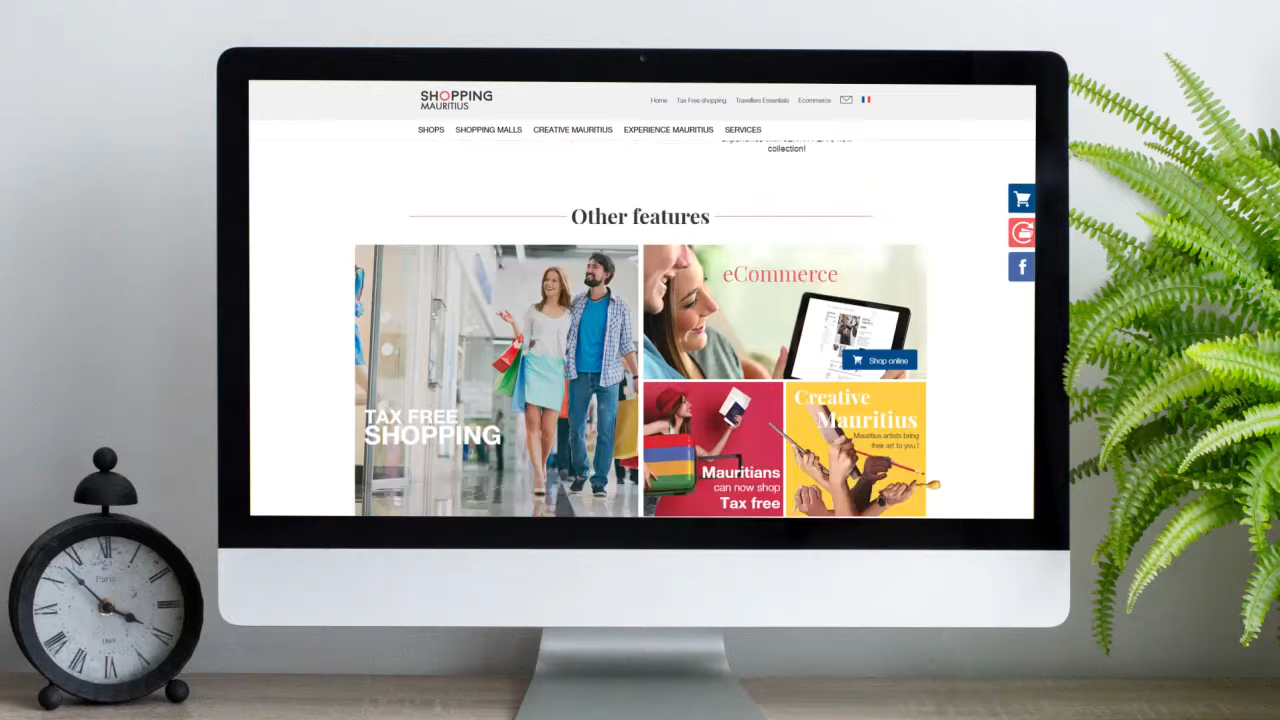 SHOPPING
MAURITIUS
Home Tax Free shopping Travellers Essentials Ecommerce
SHOPS SHOPPING MALLS CREATIVE MAURITIUS EXPERIENCE MAURITIUS SERVICES
collection!
Other features
TAX FREE
SHOPPING
eCommerce
Shop online
Mauritians
can now shop
Tax free
Creative
Mauritius
Mauritius artists bring
their art to you !
f
Paris